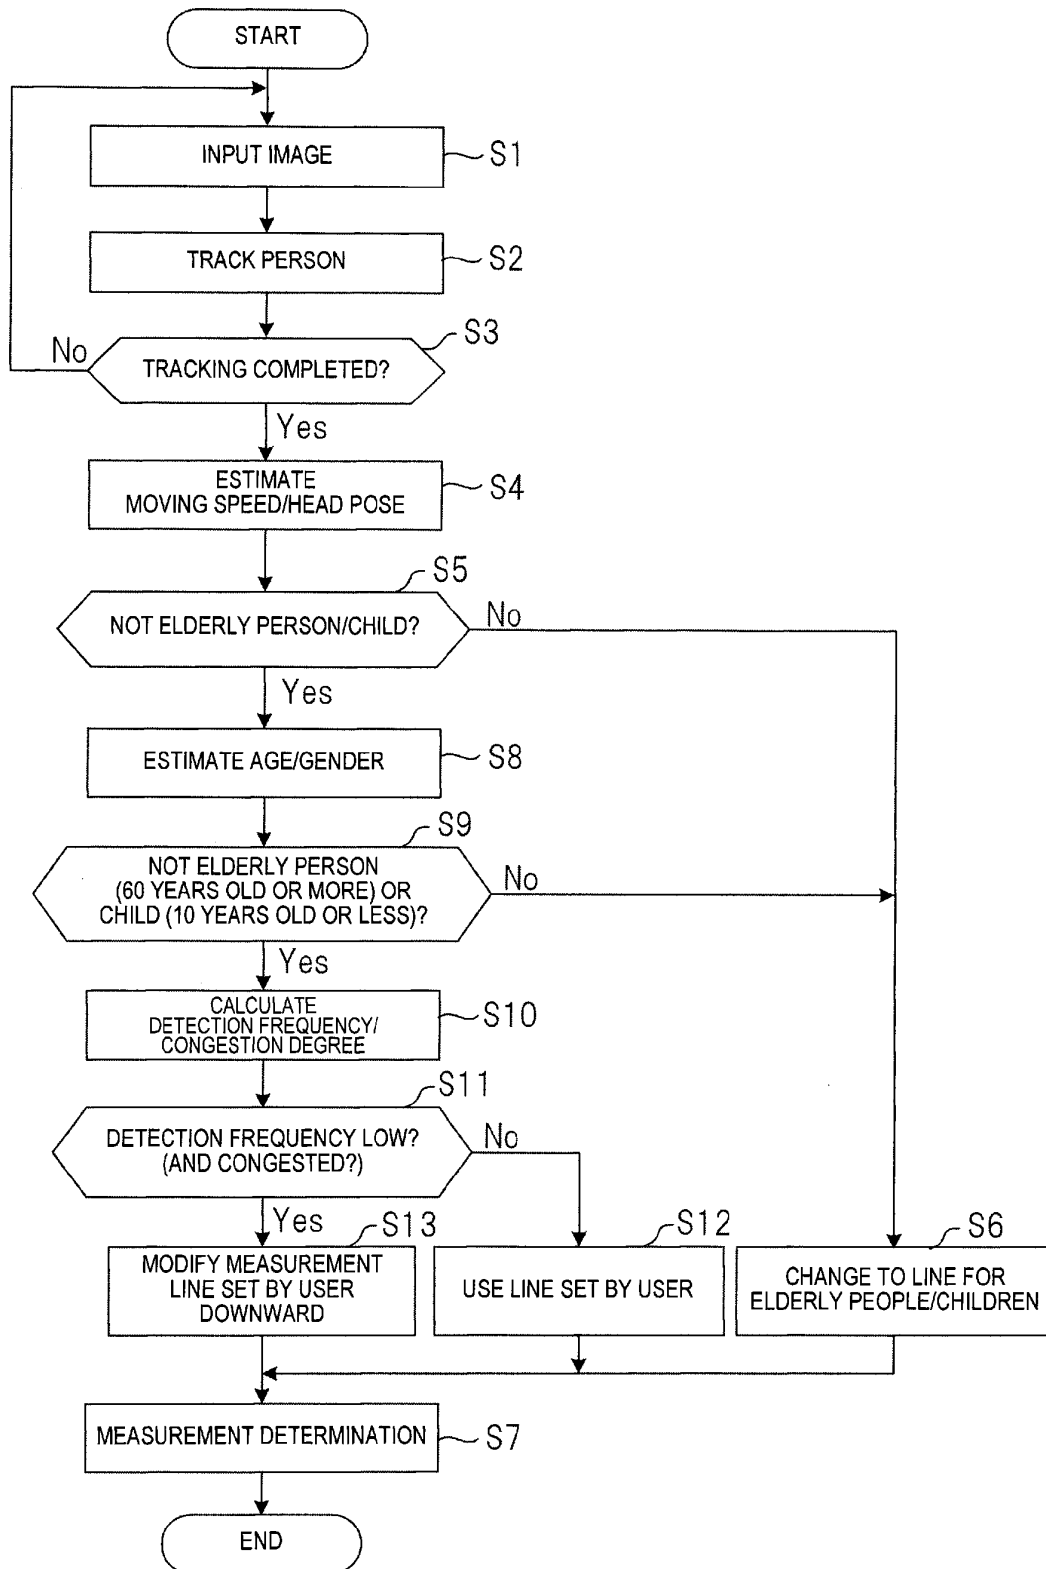 START
INPUT IMAGE
S1
TRACK PERSON
S2
S3
No
TRACKING COMPLETED?
Yes
ESTIMATE
MOVING SPEED/HEAD POSE
S4
S5
NOT ELDERLY PERSON/CHILD?
No
Yes
ESTIMATE AGE/GENDER
S8
S9
NOT ELDERLY PERSON
(60 YEARS OLD OR MORE) OR
CHILD (10 YEARS OLD OR LESS)?
No
Yes
CALCULATE
DETECTION FREQUENCY/
CONGESTION DEGREE
S10
S11
DETECTION FREQUENCY LOW?
(AND CONGESTED?)
No
Yes
S13
MODIFY MEASUREMENT
LINE SET BY USER
DOWNWARD
S12
USE LINE SET BY USER
S6
CHANGE TO LINE FOR
ELDERLY PEOPLE/CHILDREN
MEASUREMENT DETERMINATION
S7
END